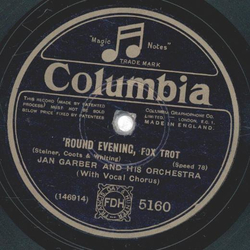 "Magic Notes"
TRADE MARK
Columbia
THIS RECORD (MADE BY PATENTED
PROCESS) MUST NOT BE SOLD
BELOW PRICE FIXED BY PATENTEES
COLUMBIA GRAPHOPHONE CO.
LIMITED
LONDON, E.C.1.
MADE IN ENGLAND.
'ROUND EVENING, FOX TROT
(Steiner, Coots & Whiting) (Speed 78)
JAN GARBER AND HIS ORCHESTRA
(With Vocal Chorus)
(146914)
FDH
5160